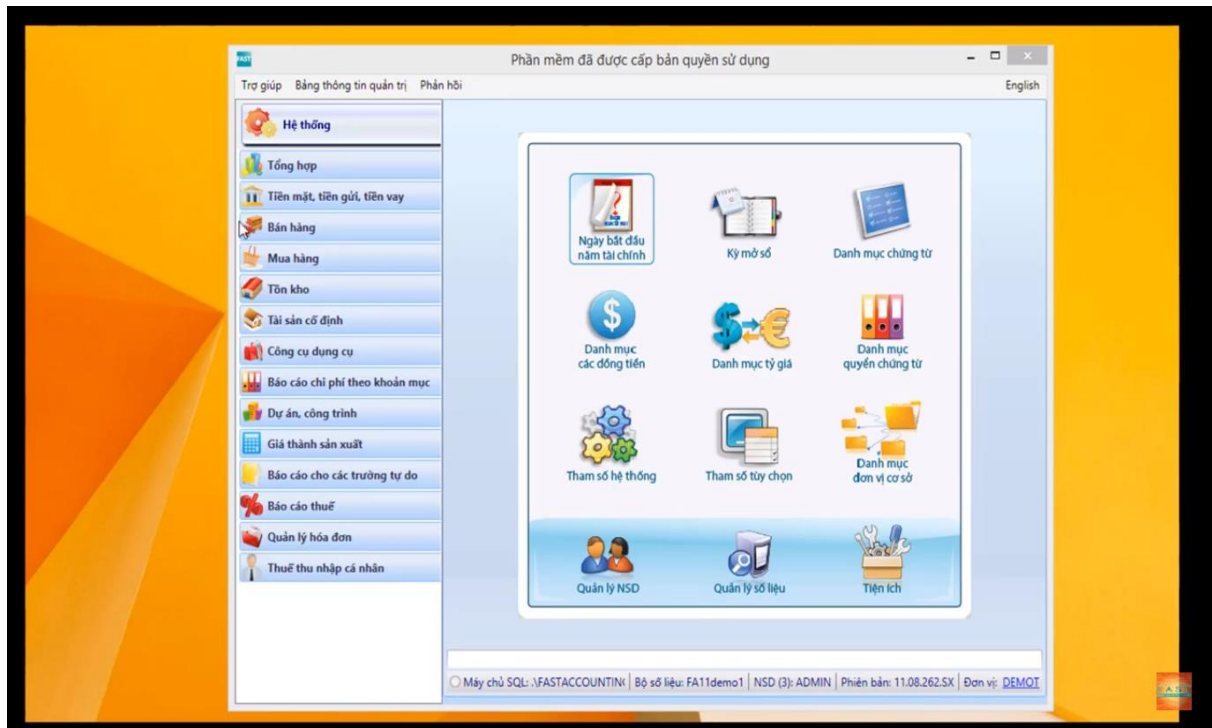 FAST
Phần mềm đã được cấp bản quyền sử dụng
Trợ giúp Bảng thông tin quản trị Phản hồi English
Hệ thống
Tổng hợp
Tiền mặt, tiền gửi, tiền vay
Bán hàng
Mua hàng
Tồn kho
Tài sản cố định
Công cụ dụng cụ
Báo cáo chi phí theo khoản mục
Dự án, công trình
Giá thành sản xuất
Báo cáo cho các trường tự do
Báo cáo thuế
Quản lý hóa đơn
Thuế thu nhập cá nhân
Ngày bắt đầu
năm tài chính
Kỳ mở sổ
Danh mục chứng từ
Danh mục
các đồng tiền
Danh mục tỷ giá
Danh mục
quyển chứng từ
Tham số hệ thống
Tham số tùy chọn
Danh mục
đơn vị cơ sở
Quản lý NSD
Quản lý số liệu
Tiện ích
Máy chủ SQL: .\FASTACCOUNTIN Bộ số liệu: FA11demo1 NSD (3): ADMIN Phiên bản: 11.08.262.SX Đơn vị: DEMOT
FAST